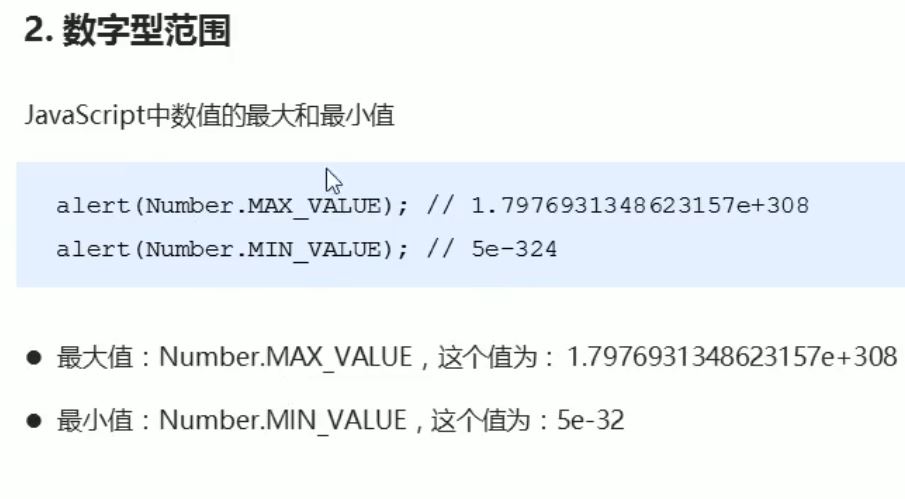 2. 数字型范围
JavaScript中数值的最大和最小值
alert(Number.MAX_VALUE); // 1.7976931348623157e+308
alert(Number.MIN_VALUE); // 5e-324
● 最大值：Number.MAX_VALUE，这个值为： 1.7976931348623157e+308
● 最小值：Number.MIN_VALUE，这个值为：5e-32